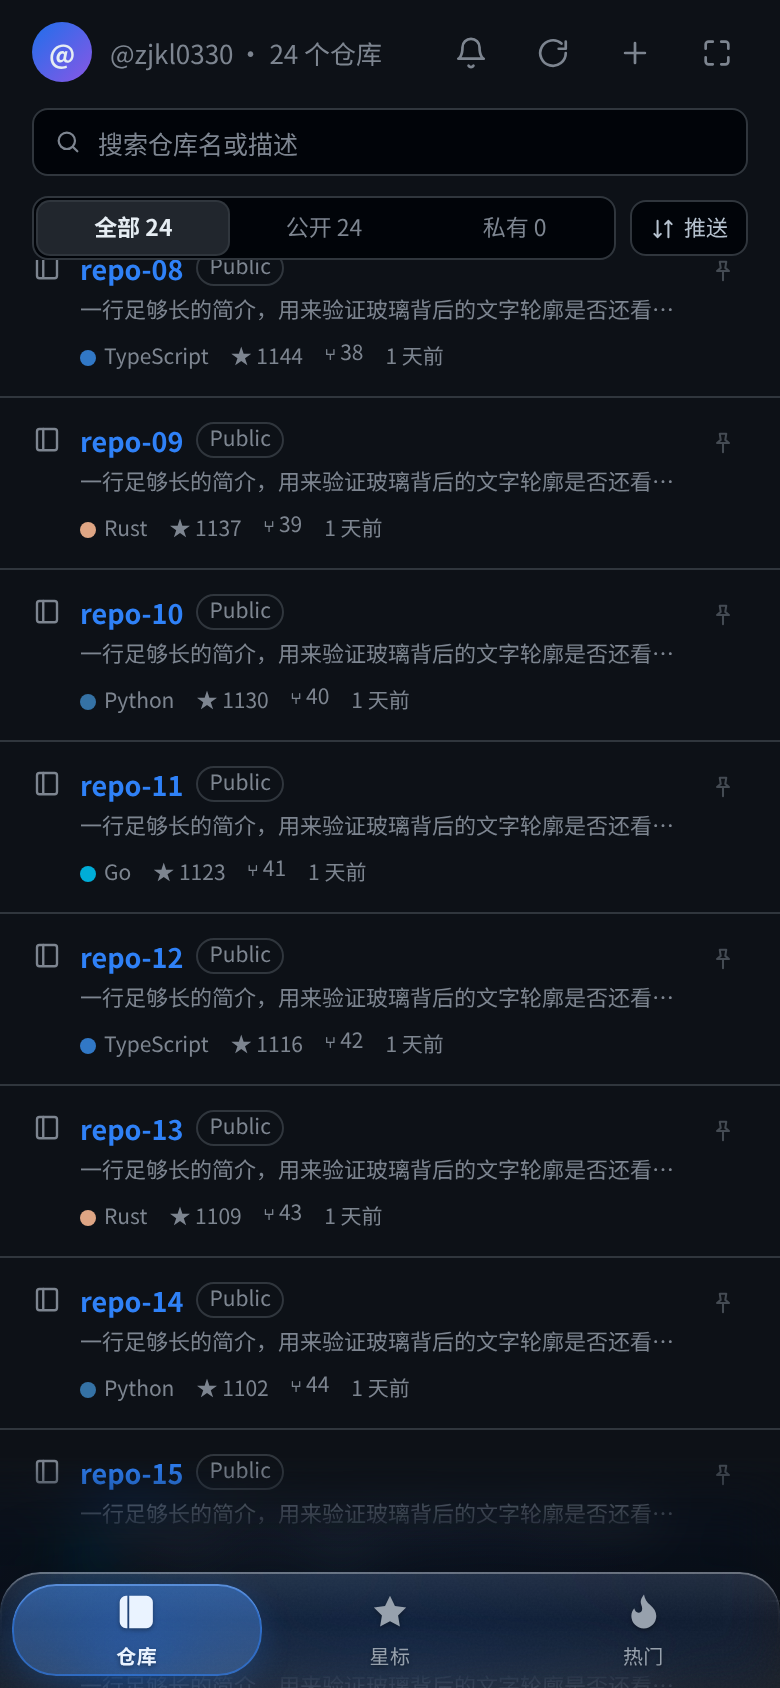 @ @zjkl0330 · 24 个仓库
搜索仓库名或描述
全部 24 公开 24 私有 0 推送
repo-08 Public
一行足够长的简介，用来验证玻璃背后的文字轮廓是否还看…
TypeScript ★ 1144 38 1 天前
repo-09 Public
一行足够长的简介，用来验证玻璃背后的文字轮廓是否还看…
Rust ★ 1137 39 1 天前
repo-10 Public
一行足够长的简介，用来验证玻璃背后的文字轮廓是否还看…
Python ★ 1130 40 1 天前
repo-11 Public
一行足够长的简介，用来验证玻璃背后的文字轮廓是否还看…
Go ★ 1123 41 1 天前
repo-12 Public
一行足够长的简介，用来验证玻璃背后的文字轮廓是否还看…
TypeScript ★ 1116 42 1 天前
repo-13 Public
一行足够长的简介，用来验证玻璃背后的文字轮廓是否还看…
Rust ★ 1109 43 1 天前
repo-14 Public
一行足够长的简介，用来验证玻璃背后的文字轮廓是否还看…
Python ★ 1102 44 1 天前
repo-15 Public
一行足够长的简介，用来验证玻璃背后的文字轮廓是否还看…
仓库 星标 热门